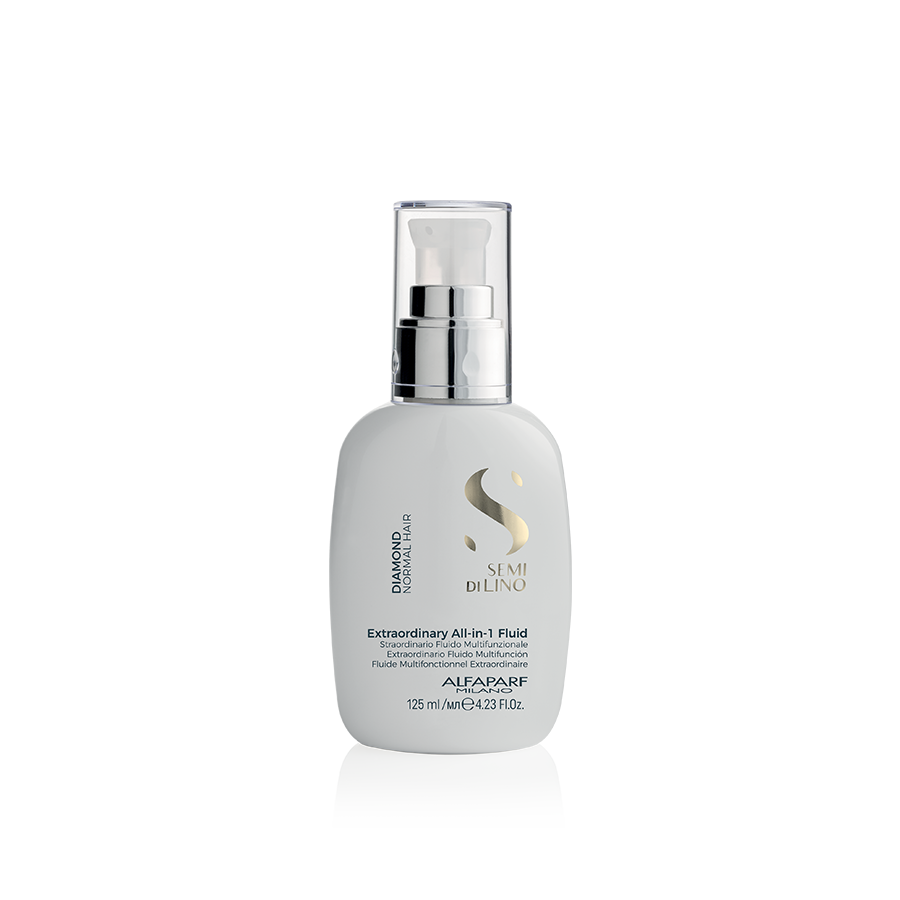 DIAMOND
NORMAL HAIR
SEMI
DI LINO
Extraordinary All-in-1 Fluid
Straordinario Fluido Multifunzionale
Extraordinario Fluido Multifunción
Fluide Multifonctionnel Extraordinaire
ALFAPARF
MILANO
125 ml /мл℮4.23 Fl.Oz.